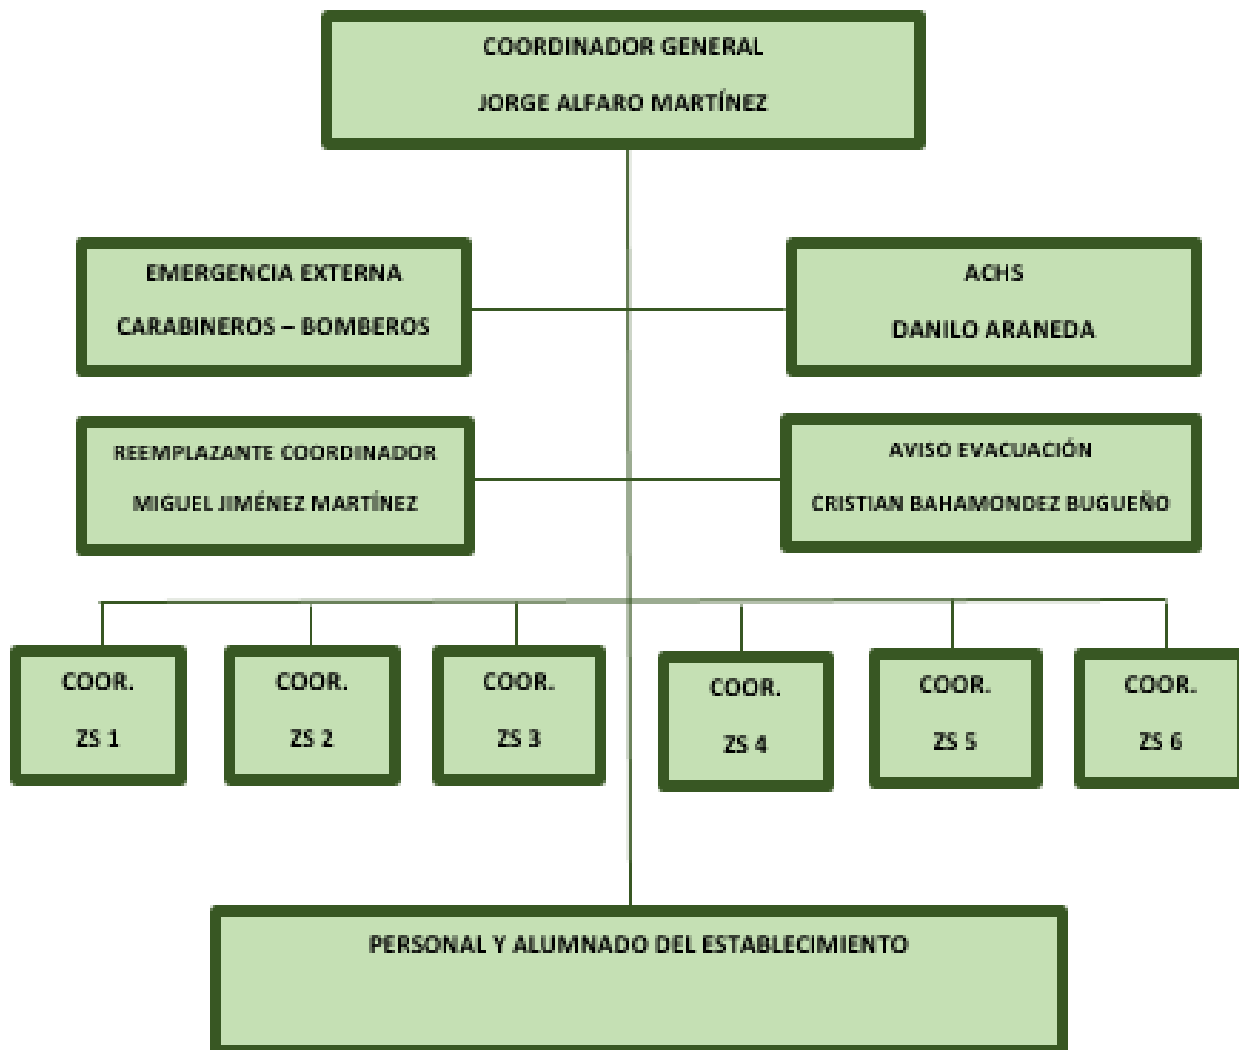 COORDINADOR GENERAL
JORGE ALFARO MARTÍNEZ
EMERGENCIA EXTERNA
CARABINEROS – BOMBEROS
ACHS
DANILO ARANEDA
REEMPLAZANTE COORDINADOR
MIGUEL JIMÉNEZ MARTÍNEZ
AVISO EVACUACIÓN
CRISTIAN BAHAMONDEZ BUGUEÑO
COOR.
ZS 1
COOR.
ZS 2
COOR.
ZS 3
COOR.
ZS 4
COOR.
ZS 5
COOR.
ZS 6
PERSONAL Y ALUMNADO DEL ESTABLECIMIENTO